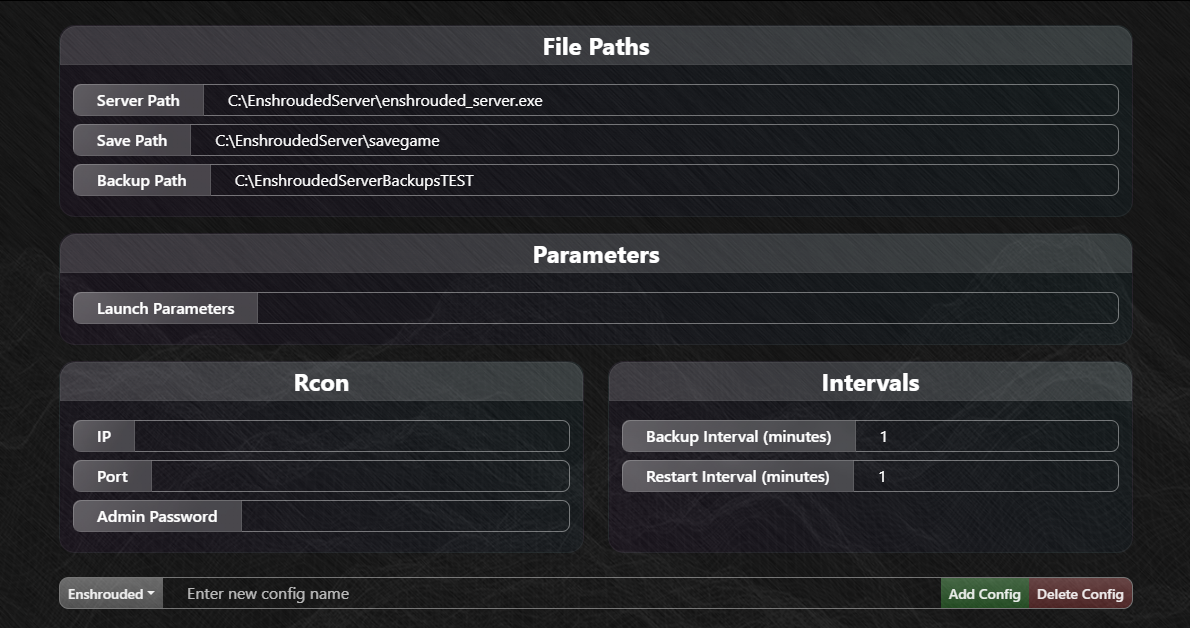 File Paths
Server Path C:\EnshroudedServer\enshrouded_server.exe
Save Path C:\EnshroudedServer\savegame
Backup Path C:\EnshroudedServerBackupsTEST
Parameters
Launch Parameters
Rcon
IP
Port
Admin Password
Intervals
Backup Interval (minutes) 1
Restart Interval (minutes) 1
Enshrouded Enter new config name Add Config Delete Config